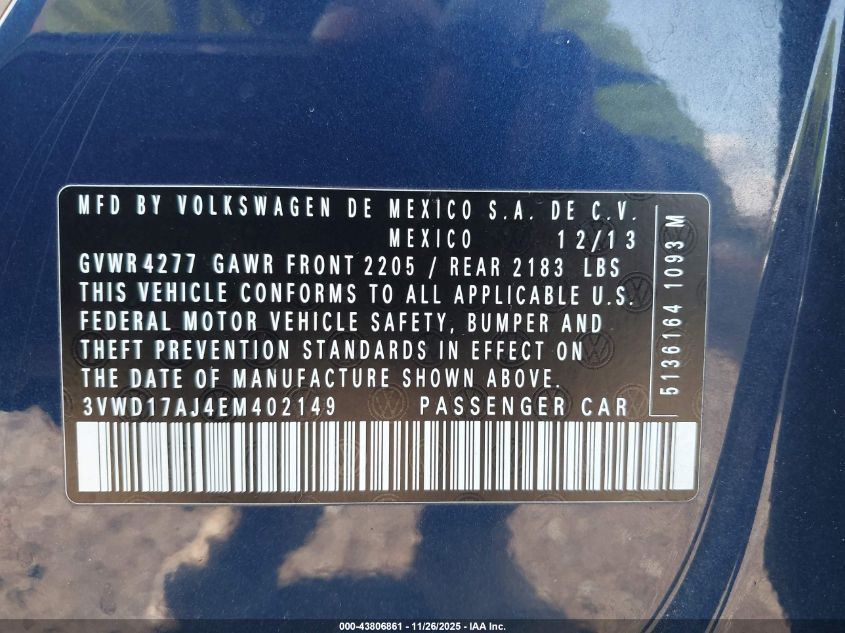 MFD BY VOLKSWAGEN DE MEXICO S.A. DE C.V.
MEXICO 12/13
GVWR 4277 GAWR FRONT 2205 / REAR 2183 LBS
THIS VEHICLE CONFORMS TO ALL APPLICABLE U.S.
FEDERAL MOTOR VEHICLE SAFETY, BUMPER AND
THEFT PREVENTION STANDARDS IN EFFECT ON
THE DATE OF MANUFACTURE SHOWN ABOVE.
3VWD17AJ4EM402149 PASSENGER CAR
5136164 1093 M
000-43806861 - 11/26/2025 - IAA Inc.